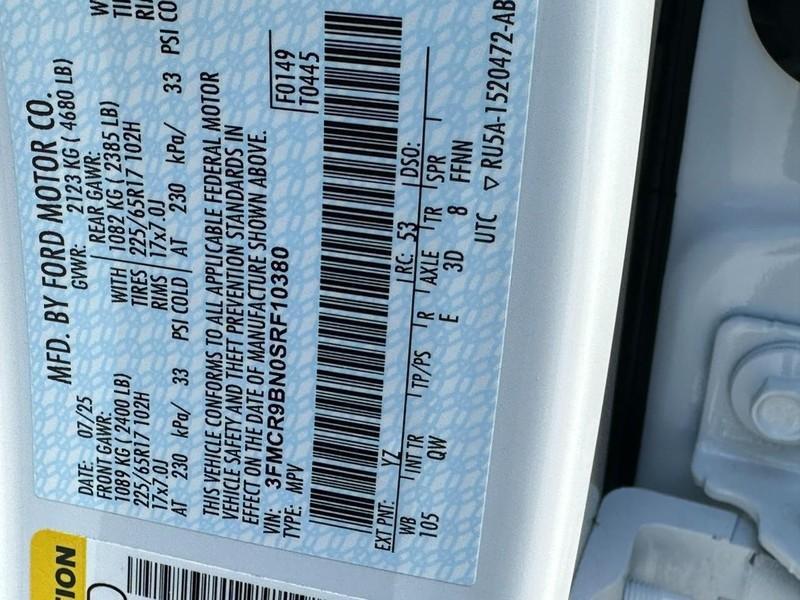 MFD. BY FORD MOTOR CO.
DATE: 07/25
GVWR: 2123 KG ( 4680 LB)
FRONT GAWR:
1089 KG ( 2400 LB)
225/65R17 102H
17x7.0J
AT 230 kPa/ 33 PSI COLD
REAR GAWR:
WITH 1082 KG ( 2385 LB)
TIRES 225/65R17 102H
RIMS 17x7.0J
AT 230 kPa/ 33 PSI CO
THIS VEHICLE CONFORMS TO ALL APPLICABLE FEDERAL MOTOR
VEHICLE SAFETY AND THEFT PREVENTION STANDARDS IN
EFFECT ON THE DATE OF MANUFACTURE SHOWN ABOVE.
VIN: 3FMCR9BN0SRF10380
TYPE: MPV
F0149
T0445
EXT PNT: YZ RC: 53 DSO:
WB INT TR TP/PS R AXLE TR SPR
105 QW E 3D 8 FFNN
UTC ▽ RU5A-1520472-AB
TION